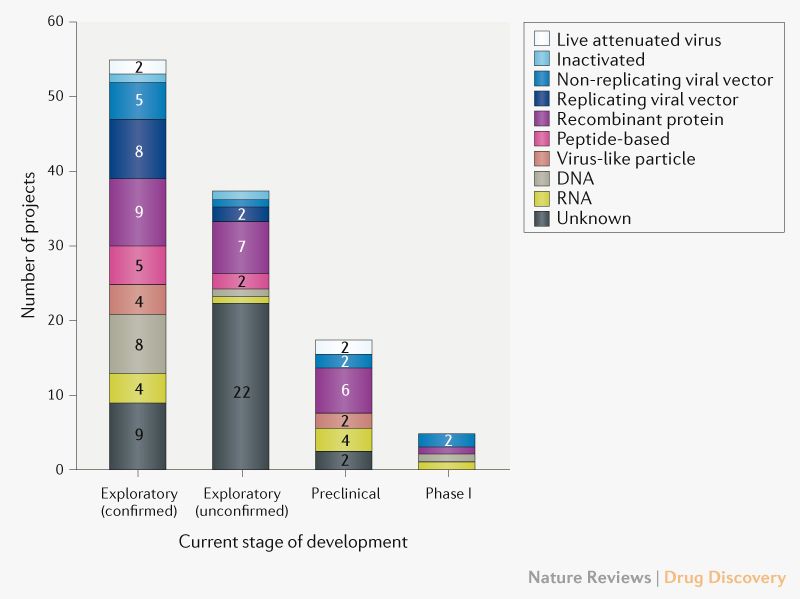 60
50
40
30
20
10
0
Number of projects
2
5
8
9
5
4
8
4
9
2
7
2
22
2
2
6
2
4
2
2
Exploratory
(confirmed)
Exploratory
(unconfirmed)
Preclinical
Phase I
Current stage of development
Live attenuated virus
Inactivated
Non-replicating viral vector
Replicating viral vector
Recombinant protein
Peptide-based
Virus-like particle
DNA
RNA
Unknown
Nature Reviews | Drug Discovery